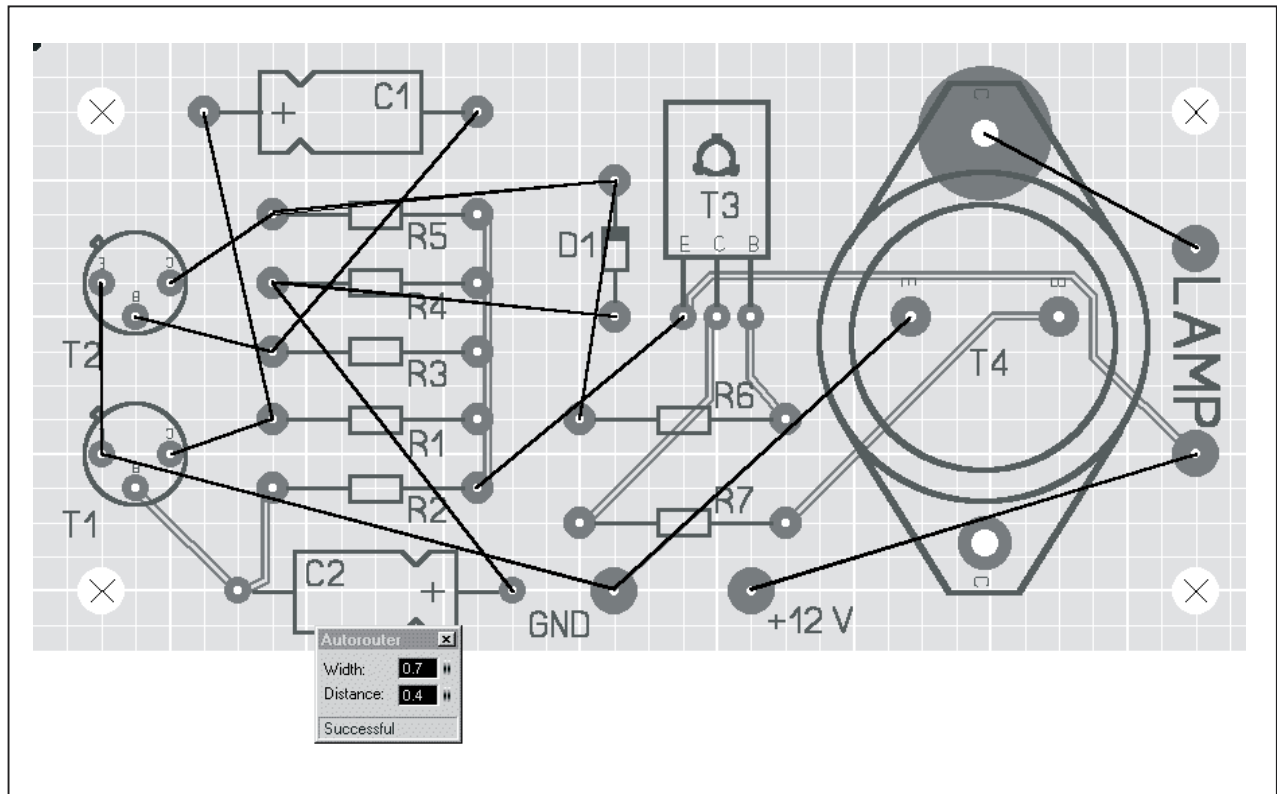 C1
+
C
T3
E C B
D1
R5
R4
R3
R1
R2
E
C
B
T2
C
E
B
T1
E
B
T4
LAMP
R6
R7
C2
+
C
GND
+12 V
Autorouter
Width: 0.7
Distance: 0.4
Successful